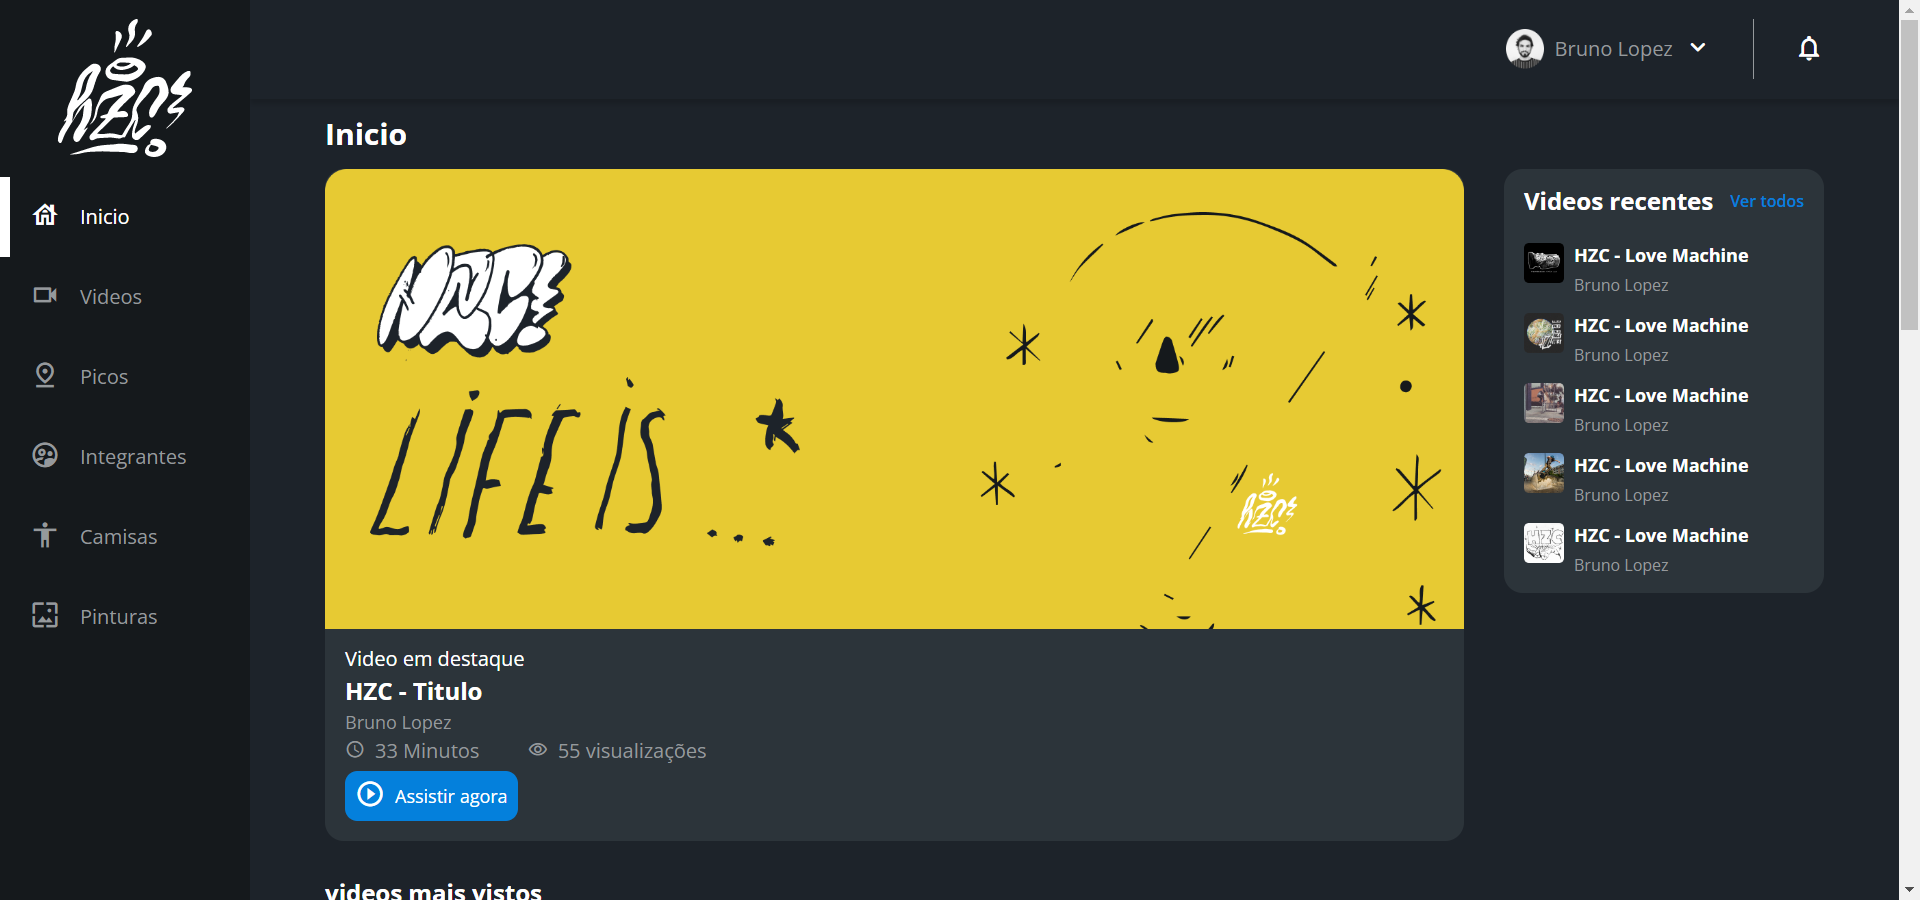 HZC!
Bruno Lopez
Inicio
Videos
Picos
Integrantes
Camisas
Pinturas
Inicio
HZC!
LIFE IS ...
HZC!
Video em destaque
HZC - Titulo
Bruno Lopez
33 Minutos
55 visualizações
Assistir agora
Videos recentes
Ver todos
HZC - Love Machine
Bruno Lopez
HZC - Love Machine
Bruno Lopez
HZC - Love Machine
Bruno Lopez
HZC - Love Machine
Bruno Lopez
HZC
HZC - Love Machine
Bruno Lopez
videos mais vistos